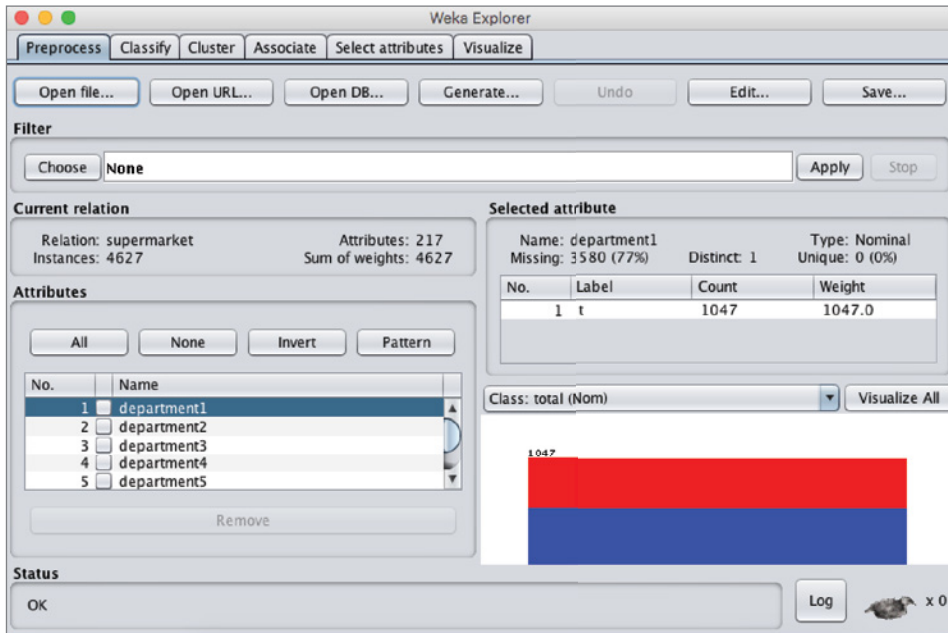 Weka Explorer
Preprocess Classify Cluster Associate Select attributes Visualize
Open file... Open URL... Open DB... Generate... Undo Edit... Save...
Filter
Choose None Apply Stop
Current relation
Relation: supermarket Attributes: 217
Instances: 4627 Sum of weights: 4627
Attributes
All None Invert Pattern
No. Name
1 department1
2 department2
3 department3
4 department4
5 department5
Remove
Selected attribute
Name: department1 Type: Nominal
Missing: 3580 (77%) Distinct: 1 Unique: 0 (0%)
No. Label Count Weight
1 t 1047 1047.0
Class: total (Nom) Visualize All
1047
Status
OK Log x 0